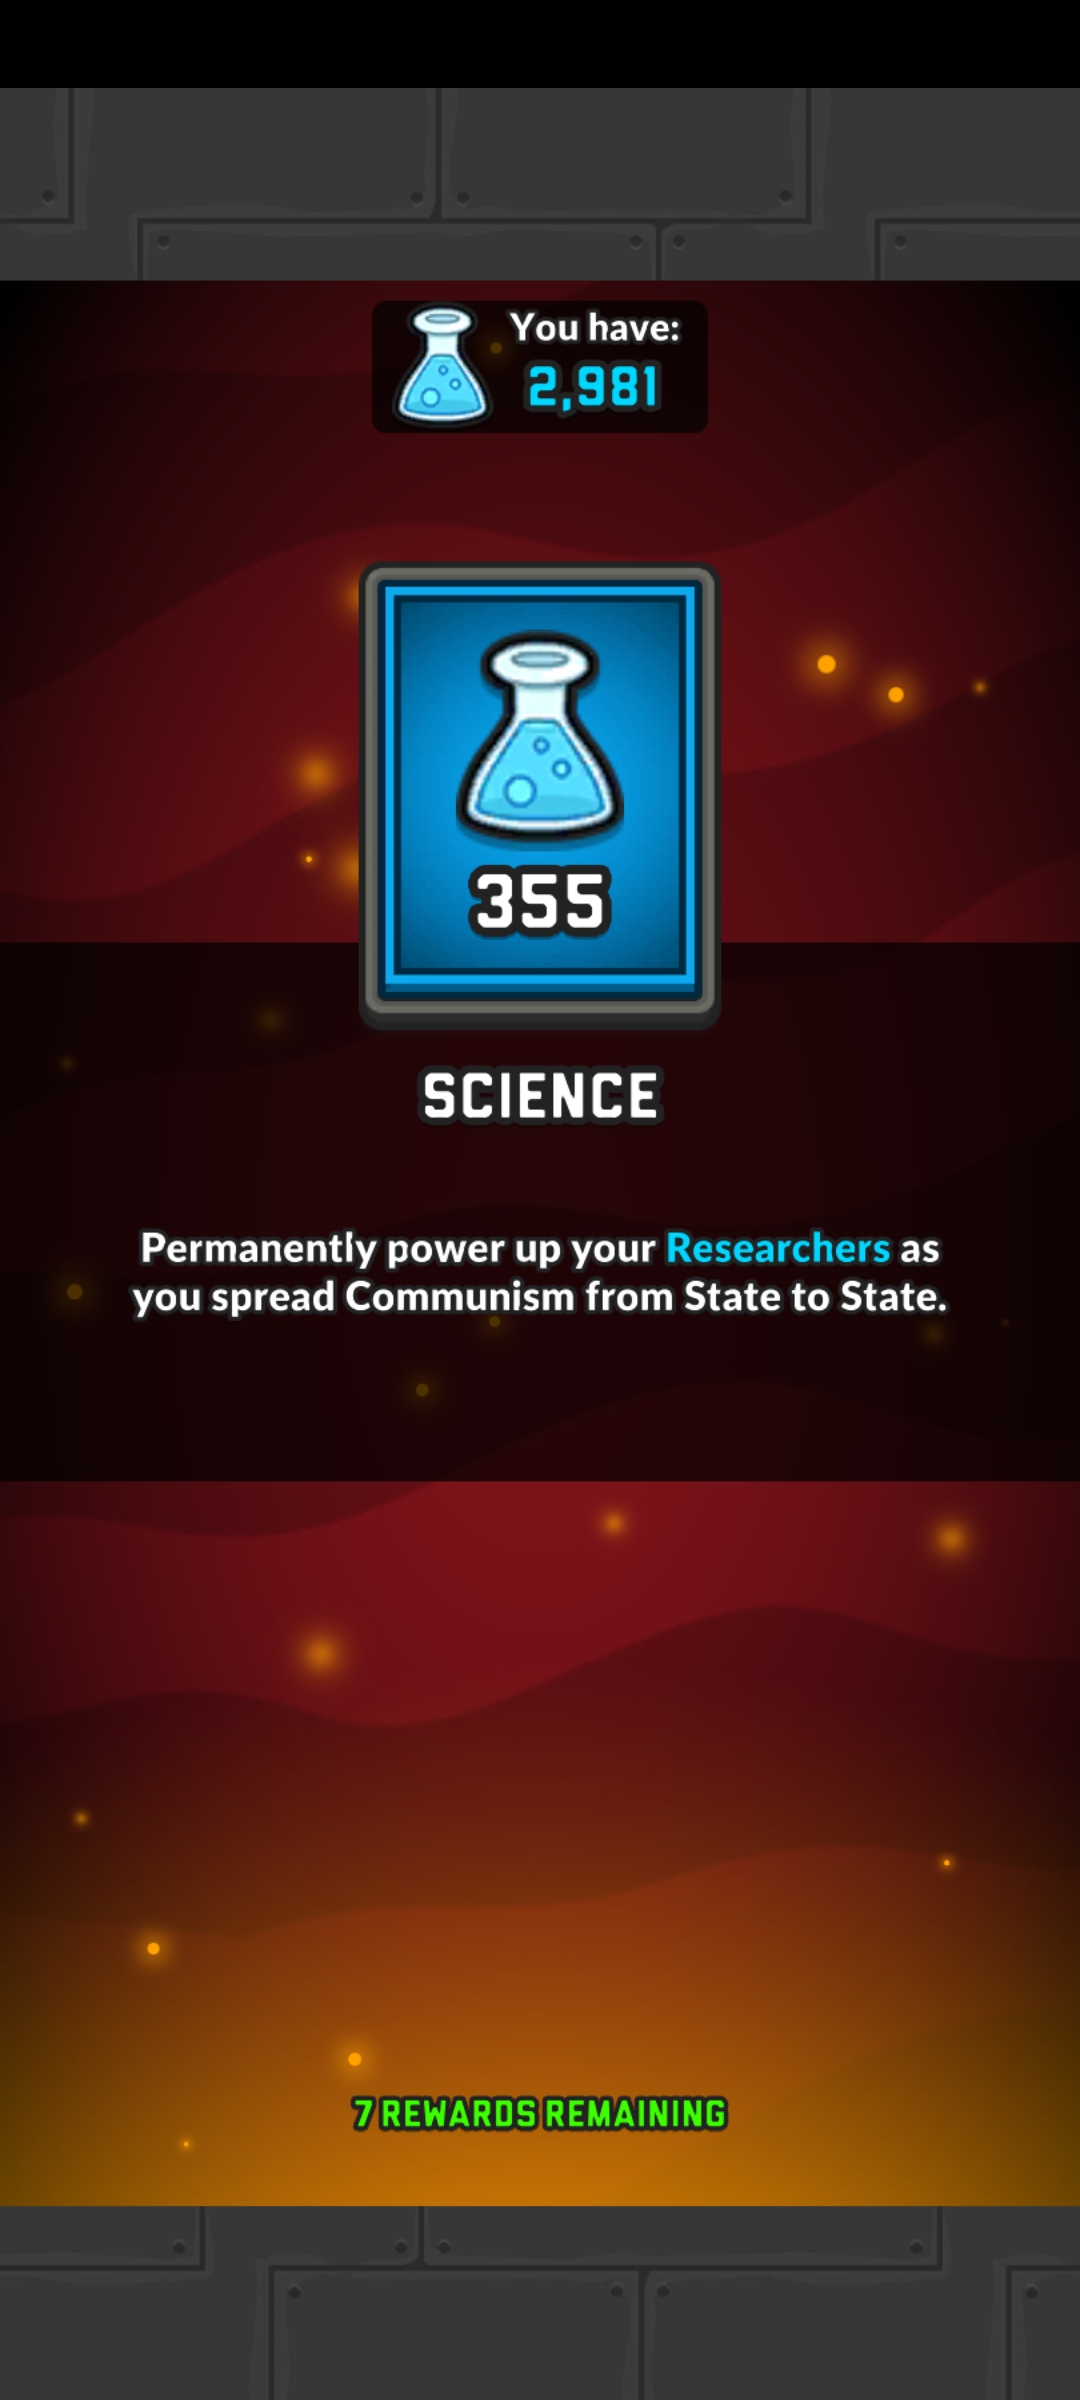 You have:
2,981
355
SCIENCE
Permanently power up your Researchers as
you spread Communism from State to State.
7 REWARDS REMAINING